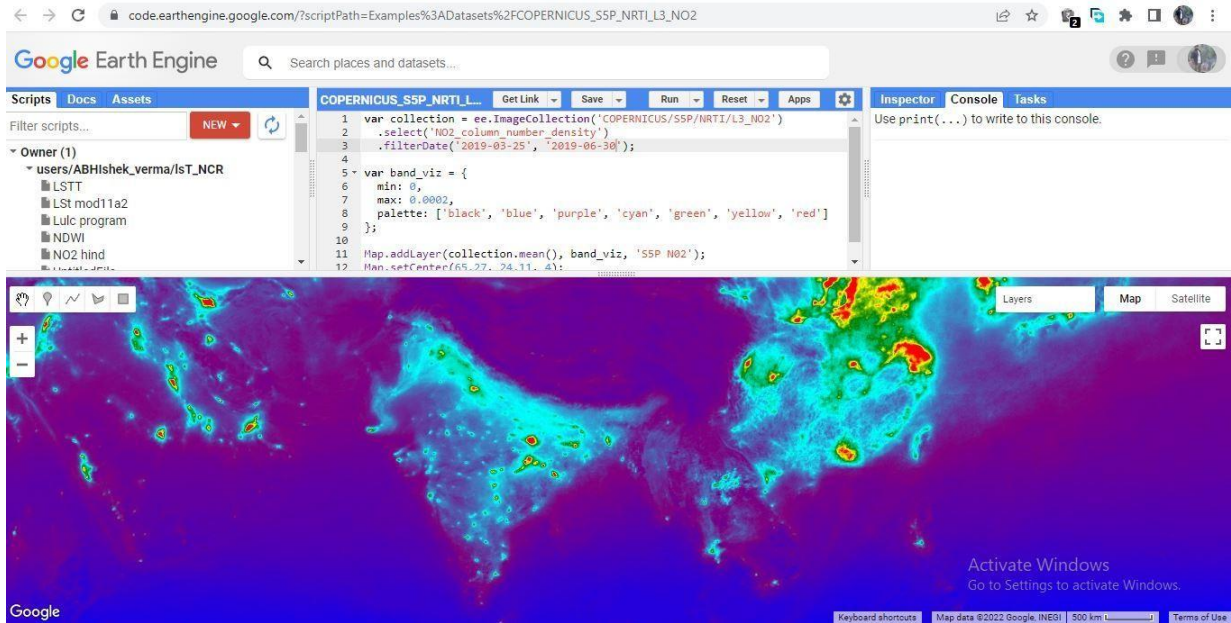 code.earthengine.google.com/?scriptPath=Examples%3ADatasets%2FCOPERNICUS_S5P_NRTI_L3_NO2
2
Google Earth Engine
Search places and datasets...
Scripts Docs Assets
Filter scripts...
NEW
Owner (1)
users/ABHIshek_verma/lsT_NCR
LSTT
LSt mod11a2
Lulc program
NDWI
NO2 hind
UntitledFile
COPERNICUS_S5P_NRTI_L... Get Link Save Run Reset Apps
1 var collection = ee.ImageCollection('COPERNICUS/S5P/NRTI/L3_NO2')
2 .select('NO2_column_number_density')
3 .filterDate('2019-03-25', '2019-06-30');
4
5 var band_viz = {
6 min: 0,
7 max: 0.0002,
8 palette: ['black', 'blue', 'purple', 'cyan', 'green', 'yellow', 'red']
9 };
10
11 Map.addLayer(collection.mean(), band_viz, 'S5P N02');
12 Map.setCenter(65.27, 24.11, 4);
Inspector Console Tasks
Use print(...) to write to this console.
Layers
Map Satellite
Activate Windows
Go to Settings to activate Windows.
Google
Keyboard shortcuts Map data ©2022 Google, INEGI 500 km Terms of Use